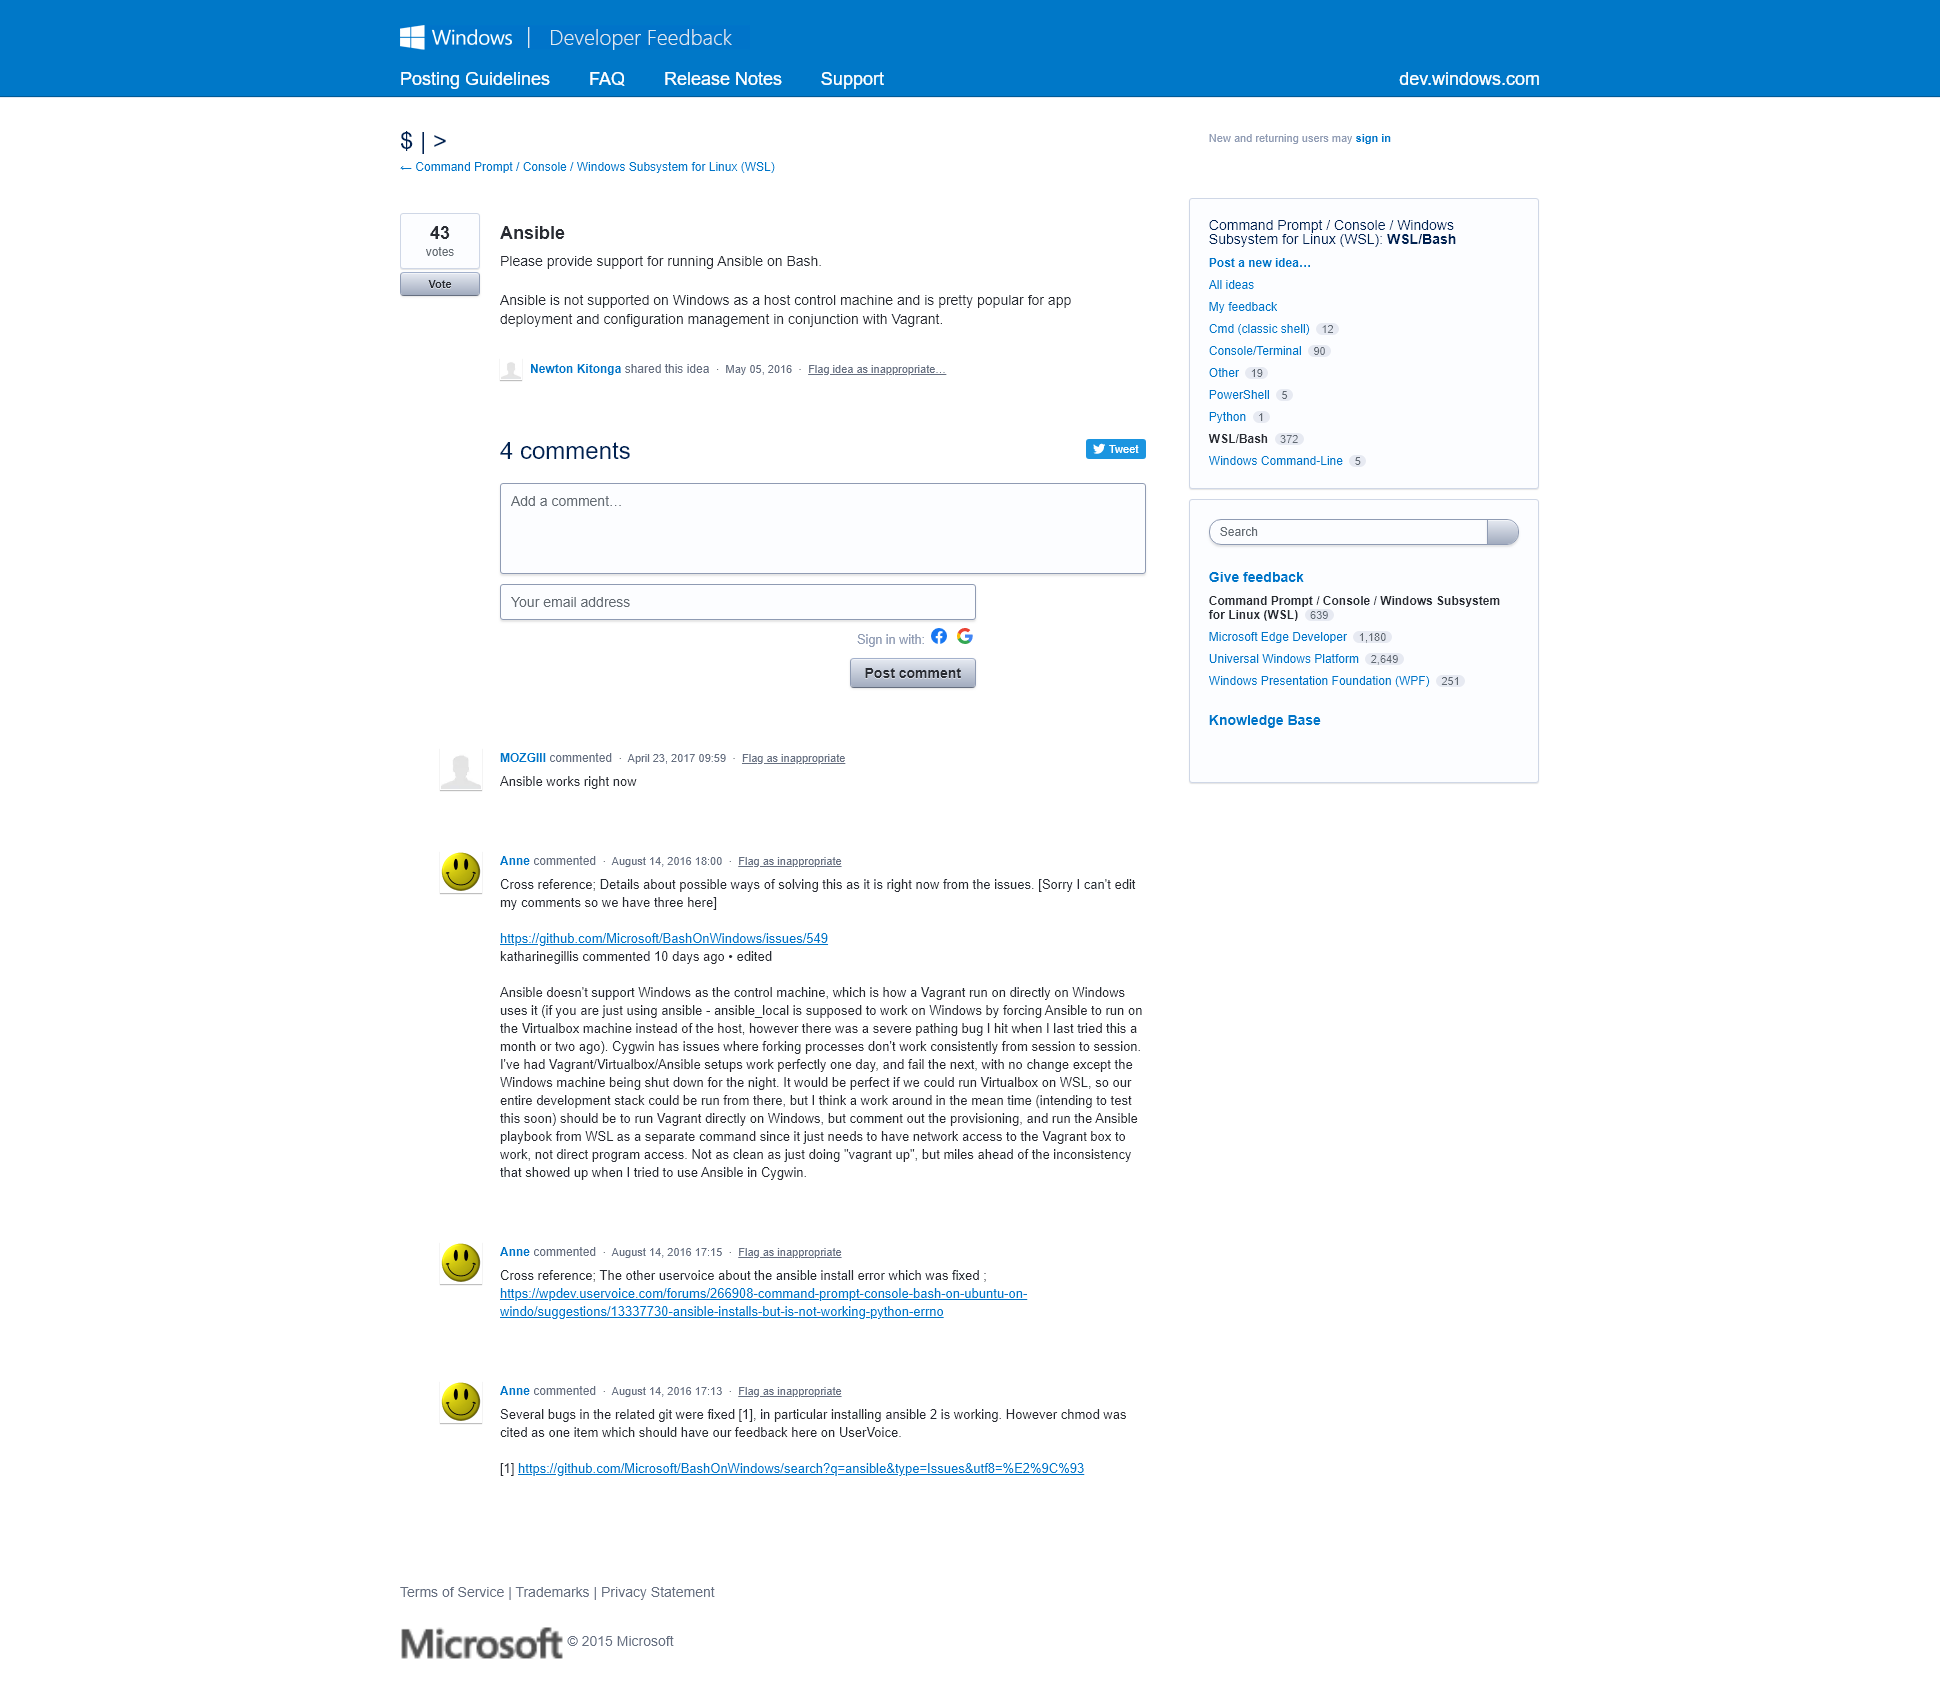 Windows | Developer Feedback
Posting Guidelines FAQ Release Notes Support dev.windows.com
$ | >
← Command Prompt / Console / Windows Subsystem for Linux (WSL)
New and returning users may sign in
43
votes
Vote
Ansible
Please provide support for running Ansible on Bash.
Ansible is not supported on Windows as a host control machine and is pretty popular for app
deployment and configuration management in conjunction with Vagrant.
Newton Kitonga shared this idea · May 05, 2016 · Flag idea as inappropriate…
4 comments
Tweet
Add a comment…
Your email address
Sign in with:
Post comment
MOZGIII commented · April 23, 2017 09:59 · Flag as inappropriate
Ansible works right now
Anne commented · August 14, 2016 18:00 · Flag as inappropriate
Cross reference; Details about possible ways of solving this as it is right now from the issues. [Sorry I can't edit
my comments so we have three here]
https://github.com/Microsoft/BashOnWindows/issues/549
katharinegillis commented 10 days ago • edited
Ansible doesn't support Windows as the control machine, which is how a Vagrant run on directly on Windows
uses it (if you are just using ansible - ansible_local is supposed to work on Windows by forcing Ansible to run on
the Virtualbox machine instead of the host, however there was a severe pathing bug I hit when I last tried this a
month or two ago). Cygwin has issues where forking processes don't work consistently from session to session.
I've had Vagrant/Virtualbox/Ansible setups work perfectly one day, and fail the next, with no change except the
Windows machine being shut down for the night. It would be perfect if we could run Virtualbox on WSL, so our
entire development stack could be run from there, but I think a work around in the mean time (intending to test
this soon) should be to run Vagrant directly on Windows, but comment out the provisioning, and run the Ansible
playbook from WSL as a separate command since it just needs to have network access to the Vagrant box to
work, not direct program access. Not as clean as just doing "vagrant up", but miles ahead of the inconsistency
that showed up when I tried to use Ansible in Cygwin.
Anne commented · August 14, 2016 17:15 · Flag as inappropriate
Cross reference; The other uservoice about the ansible install error which was fixed ;
https://wpdev.uservoice.com/forums/266908-command-prompt-console-bash-on-ubuntu-on-
windo/suggestions/13337730-ansible-installs-but-is-not-working-python-errno
Anne commented · August 14, 2016 17:13 · Flag as inappropriate
Several bugs in the related git were fixed [1], in particular installing ansible 2 is working. However chmod was
cited as one item which should have our feedback here on UserVoice.
[1] https://github.com/Microsoft/BashOnWindows/search?q=ansible&type=Issues&utf8=%E2%9C%93
Command Prompt / Console / Windows
Subsystem for Linux (WSL): WSL/Bash
Post a new idea…
All ideas
My feedback
Cmd (classic shell) 12
Console/Terminal 90
Other 19
PowerShell 5
Python 1
WSL/Bash 372
Windows Command-Line 5
Search
Give feedback
Command Prompt / Console / Windows Subsystem
for Linux (WSL) 639
Microsoft Edge Developer 1,180
Universal Windows Platform 2,649
Windows Presentation Foundation (WPF) 251
Knowledge Base
Terms of Service | Trademarks | Privacy Statement
Microsoft © 2015 Microsoft